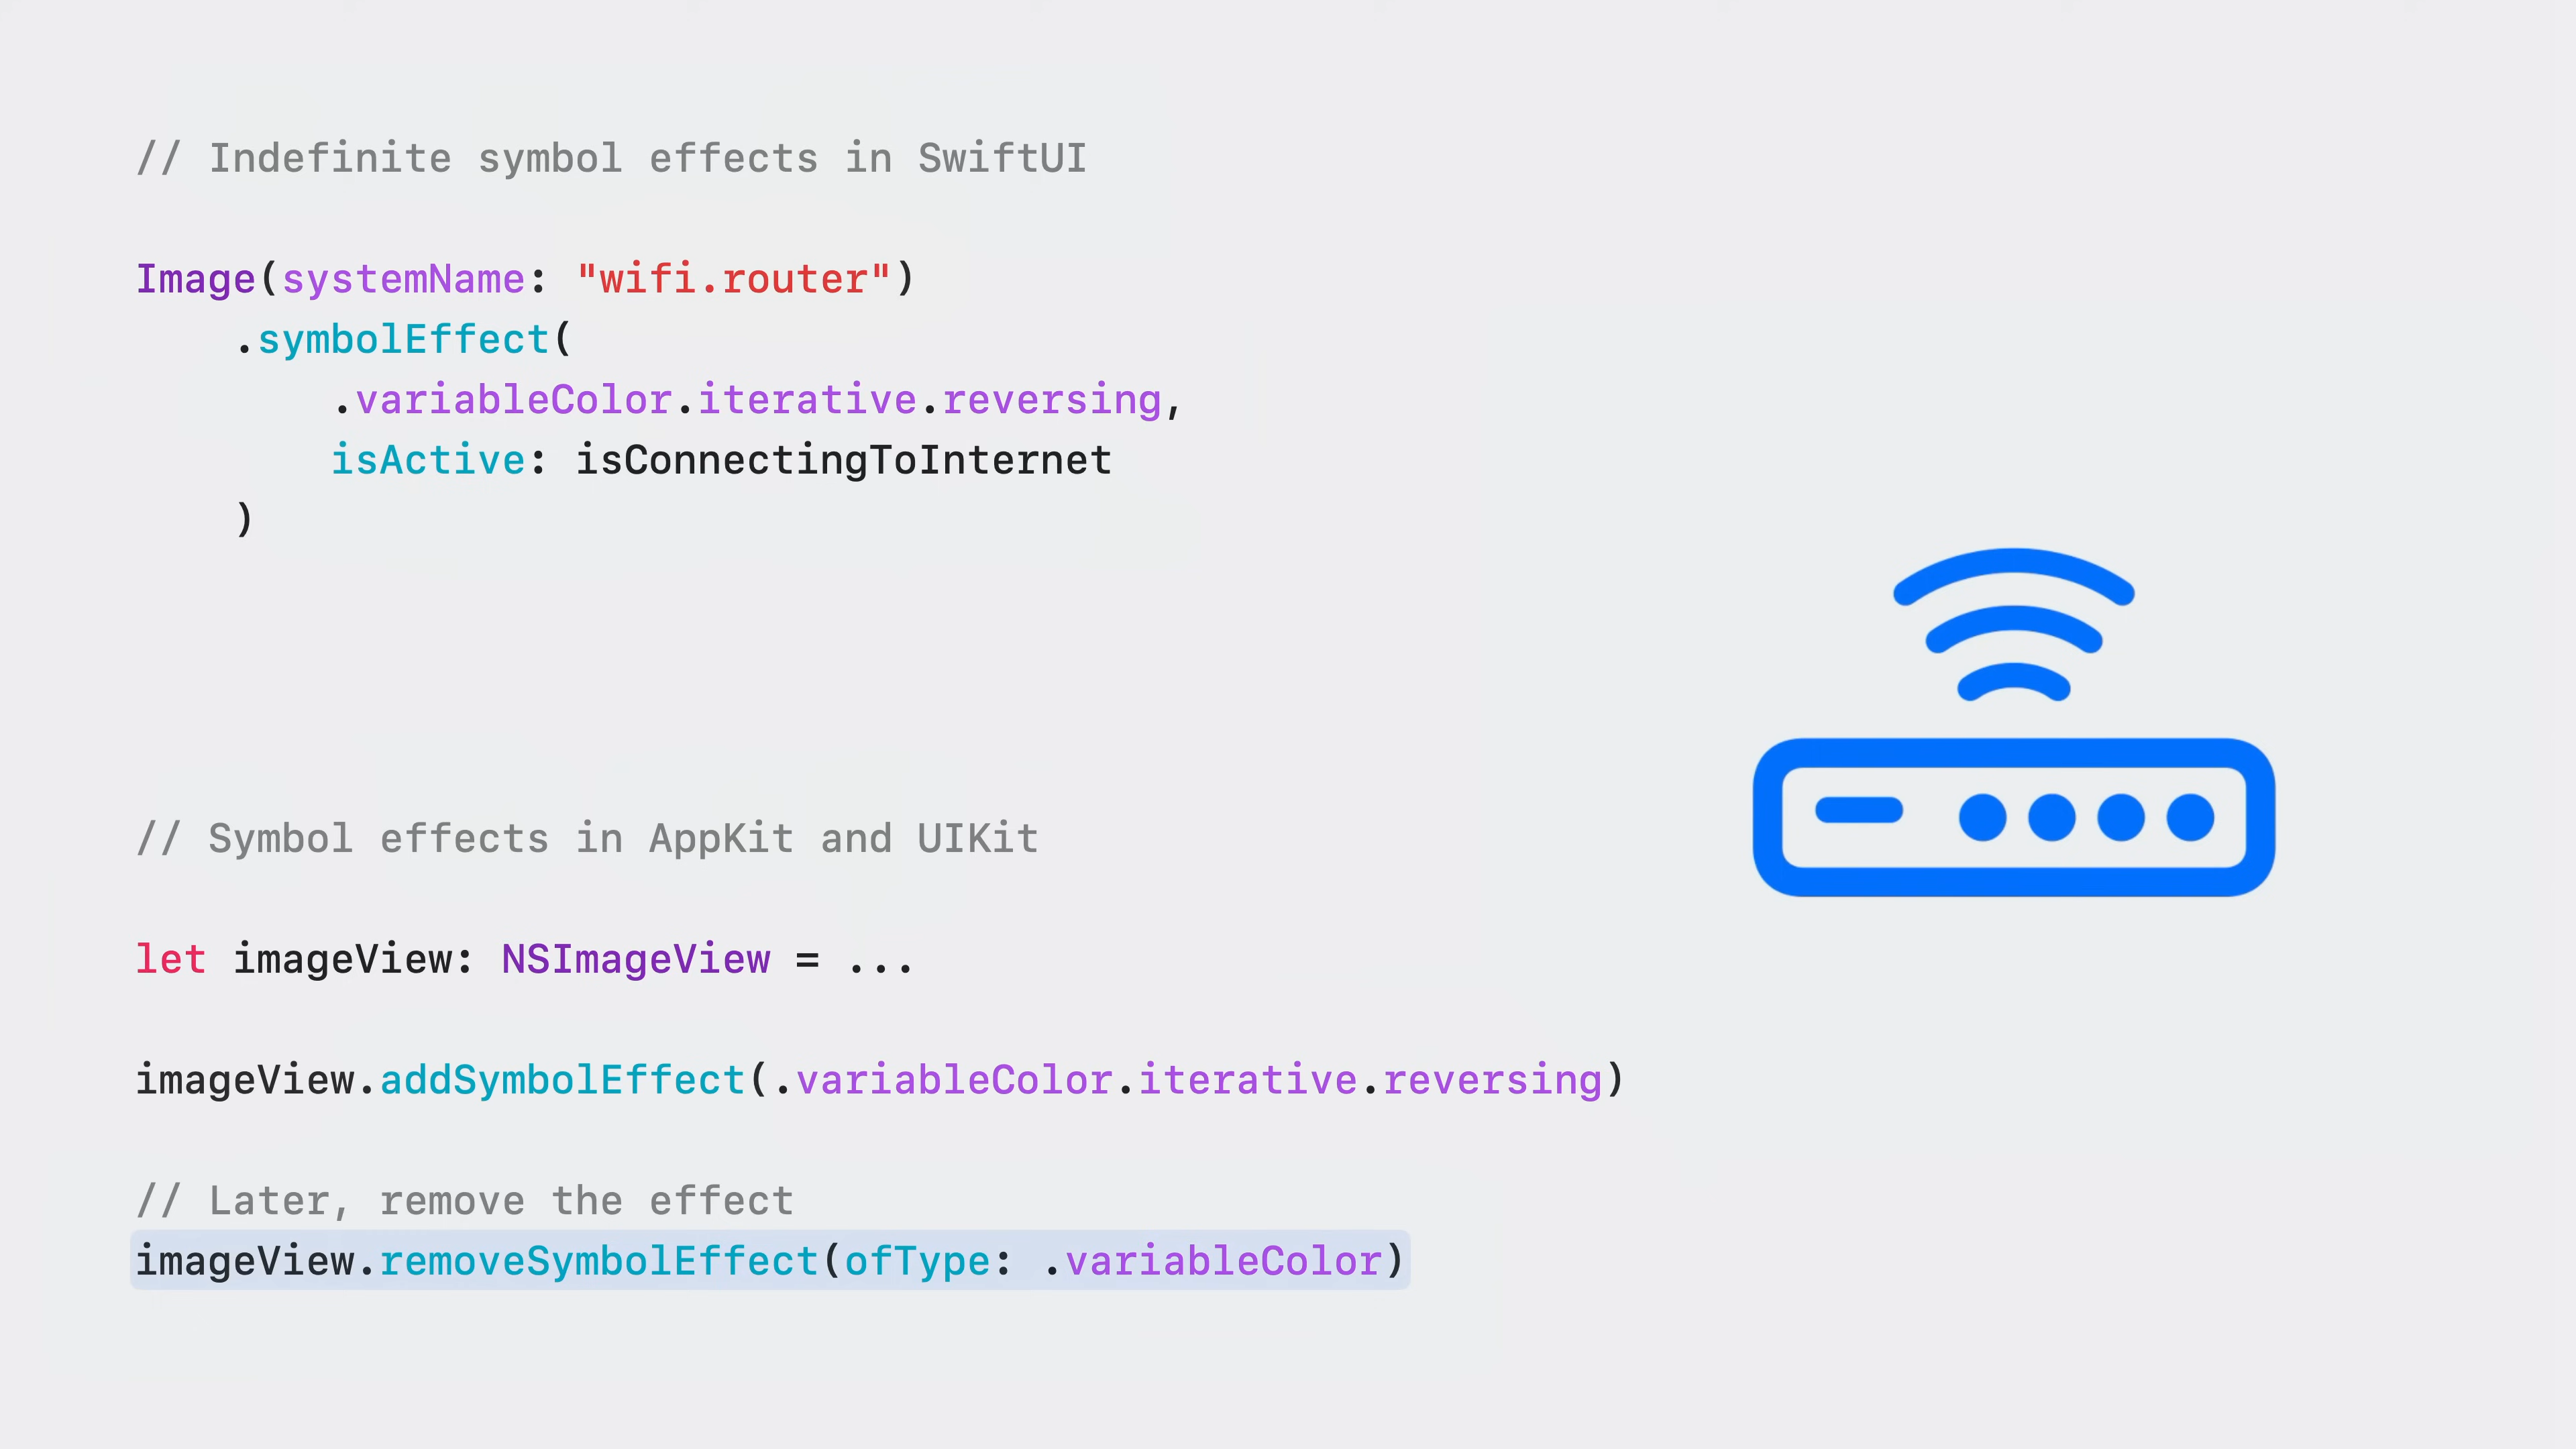 // Indefinite symbol effects in SwiftUI
Image(systemName: "wifi.router")
.symbolEffect(
.variableColor.iterative.reversing,
isActive: isConnectingToInternet
)
// Symbol effects in AppKit and UIKit
let imageView: NSImageView = ...
imageView.addSymbolEffect(.variableColor.iterative.reversing)
// Later, remove the effect
imageView.removeSymbolEffect(ofType: .variableColor)